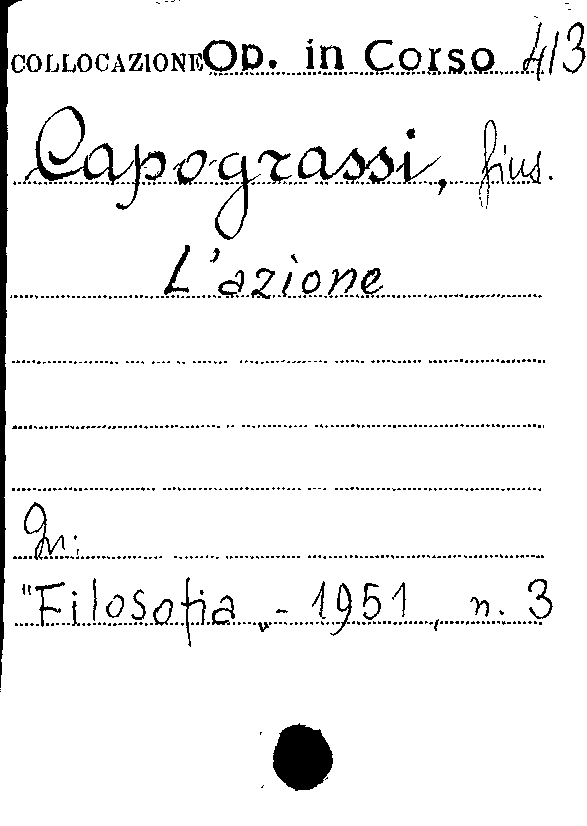 COLLOCAZIONE Op. in Corso 413
Capograssi, Gius.
L'azione
In:
"Filosofia„ - 1951, n. 3